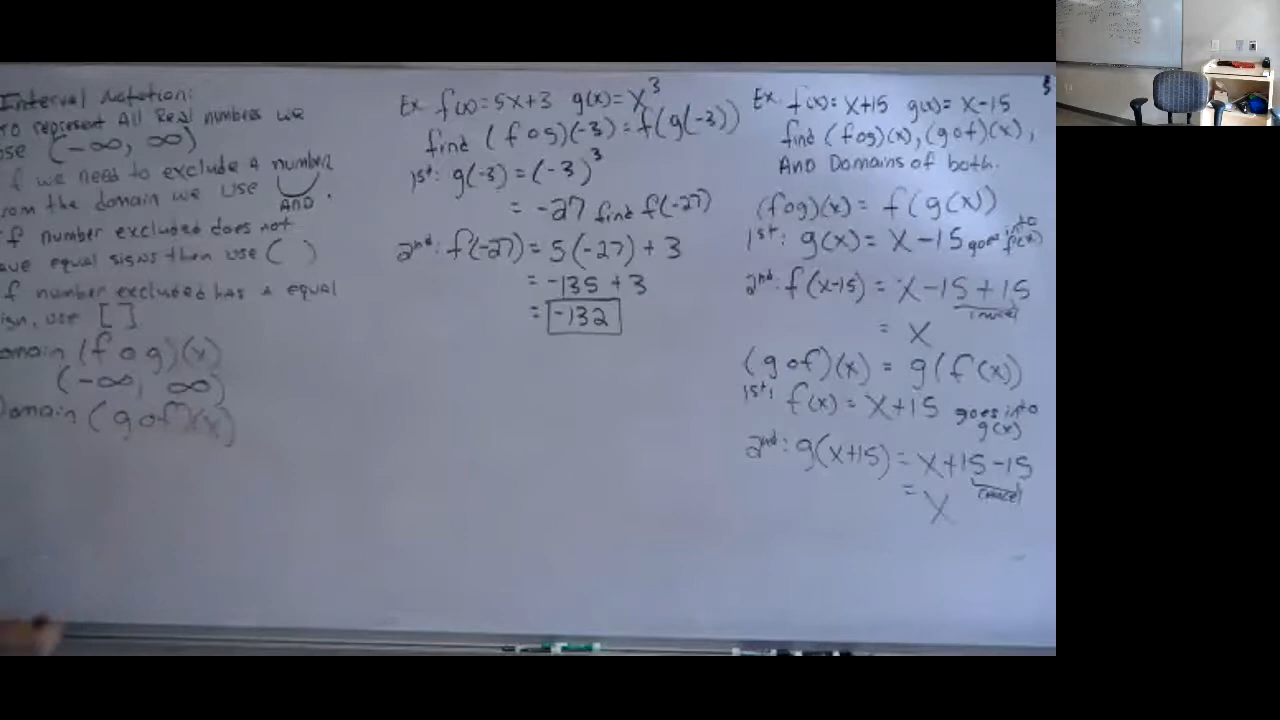 Interval Notation:
To represent All Real numbers we
use (-∞, ∞)
If we need to exclude a number
from the domain we use ∪ .
AND
If number excluded does not
have equal signs then use ( )
If number excluded has a equal
sign, use [ ]
Domain (f o g)(x)
(-∞, ∞)
Domain (g o f)(x)
Ex f(x) = 5x+3 g(x) = x³
find (f o g)(-3) = f(g(-3))
1st: g(-3) = (-3)³
= -27 find f(-27)
2nd: f(-27) = 5(-27) + 3
= -135 + 3
= -132
Ex: f(x) = x+15 g(x) = x-15
find (f o g)(x), (g o f)(x),
AND Domains of both.
(f o g)(x) = f(g(x))
1st: g(x) = x - 15 goes into f(x)
2nd: f(x-15) = x - 15 + 15
cancel
= x
(g o f)(x) = g(f(x))
1st: f(x) = x+15 goes into g(x)
2nd: g(x+15) = x+15-15
cancel
= x